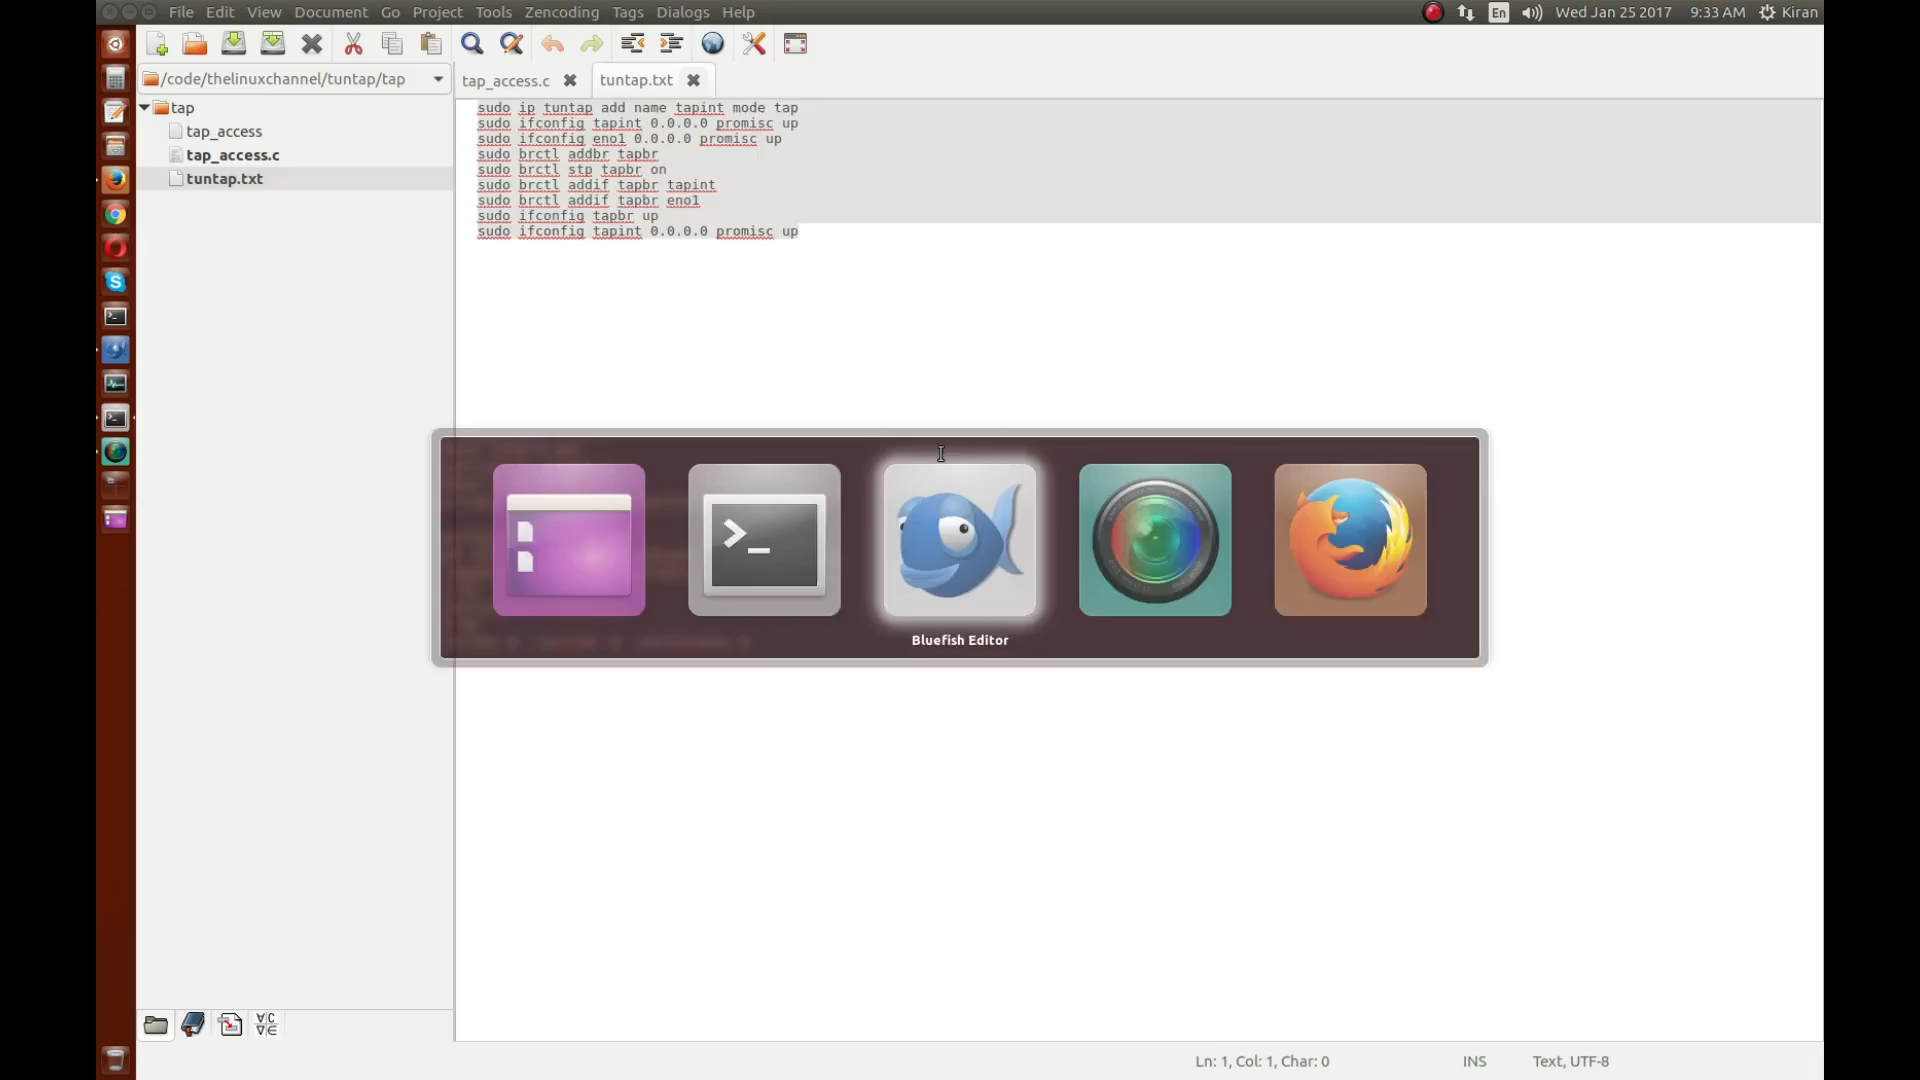 File Edit View Document Go Project Tools Zencoding Tags Dialogs Help
En Wed Jan 25 2017 9:33 AM Kiran
/code/thelinuxchannel/tuntap/tap
tap_access.c tuntap.txt
tap
tap_access
tap_access.c
tuntap.txt
sudo ip tuntap add name tapint mode tap
sudo ifconfig tapint 0.0.0.0 promisc up
sudo ifconfig eno1 0.0.0.0 promisc up
sudo brctl addbr tapbr
sudo brctl stp tapbr on
sudo brctl addif tapbr tapint
sudo brctl addif tapbr eno1
sudo ifconfig tapbr up
sudo ifconfig tapint 0.0.0.0 promisc up
Bluefish Editor
Ln: 1, Col: 1, Char: 0 INS Text, UTF-8